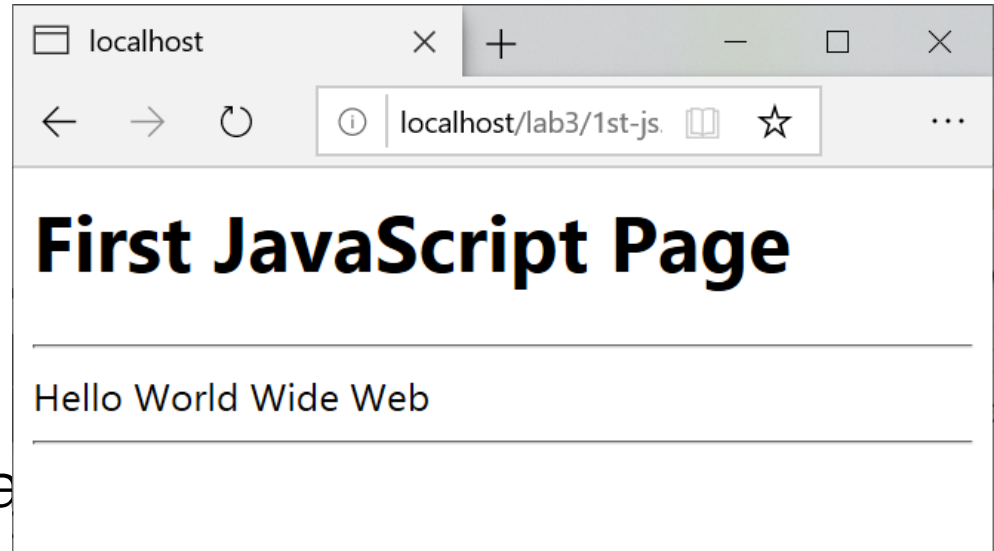 localhost
localhost/lab3/1st-js.
First JavaScript Page
Hello World Wide Web
e